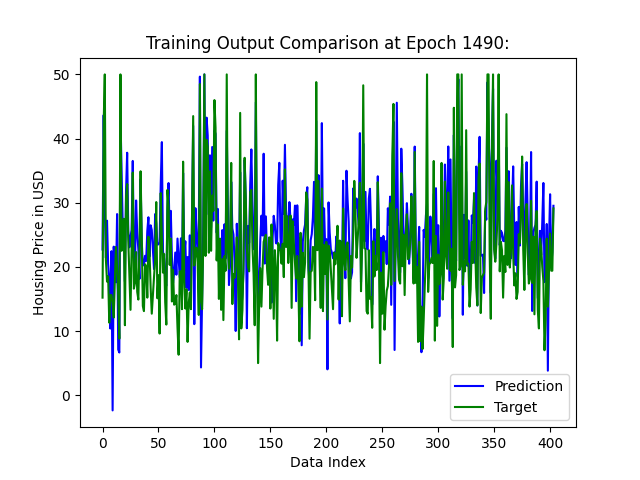 Training Output Comparison at Epoch 1490:
50
40
30
20
10
0
Housing Price in USD
0 50 100 150 200 250 300 350 400
Data Index
Prediction
Target